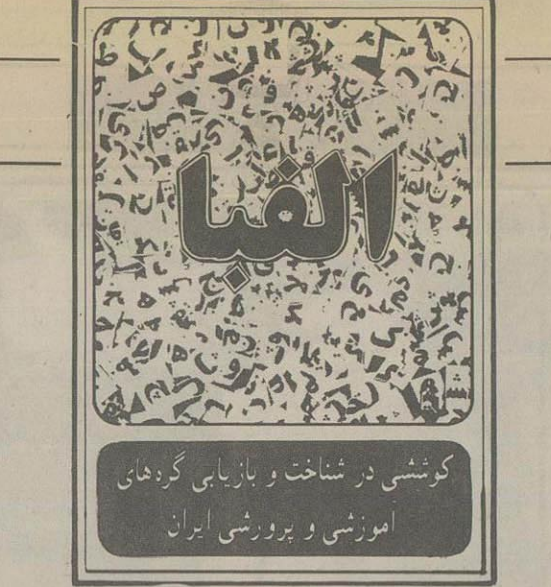 الفبا
کوششی در شناخت و بازیابی گره‌های
آموزشی و پرورشی ایران